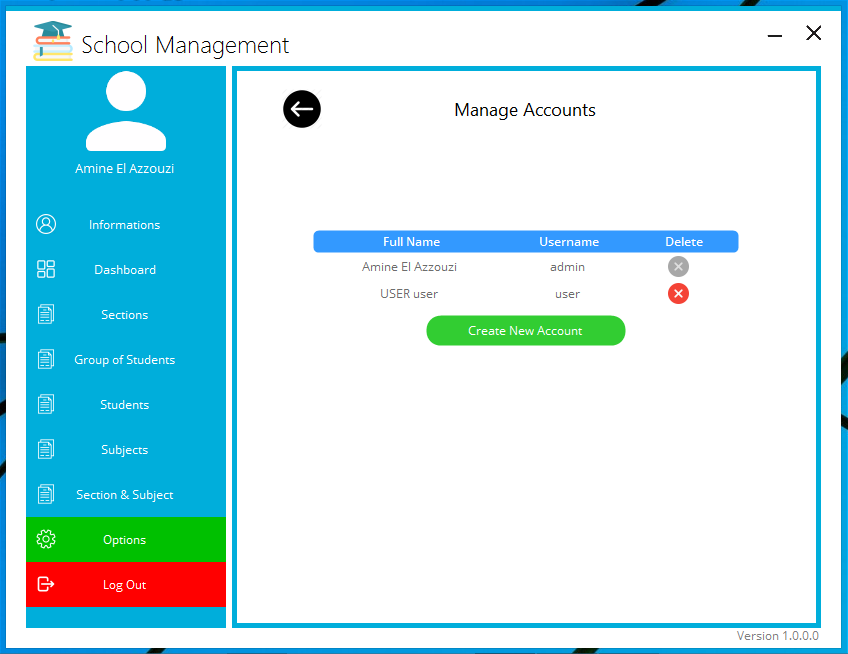 School Management
Amine El Azzouzi
Informations
Dashboard
Sections
Group of Students
Students
Subjects
Section & Subject
Options
Log Out
Manage Accounts
Full Name Username Delete
Amine El Azzouzi admin
USER user user
Create New Account
Version 1.0.0.0